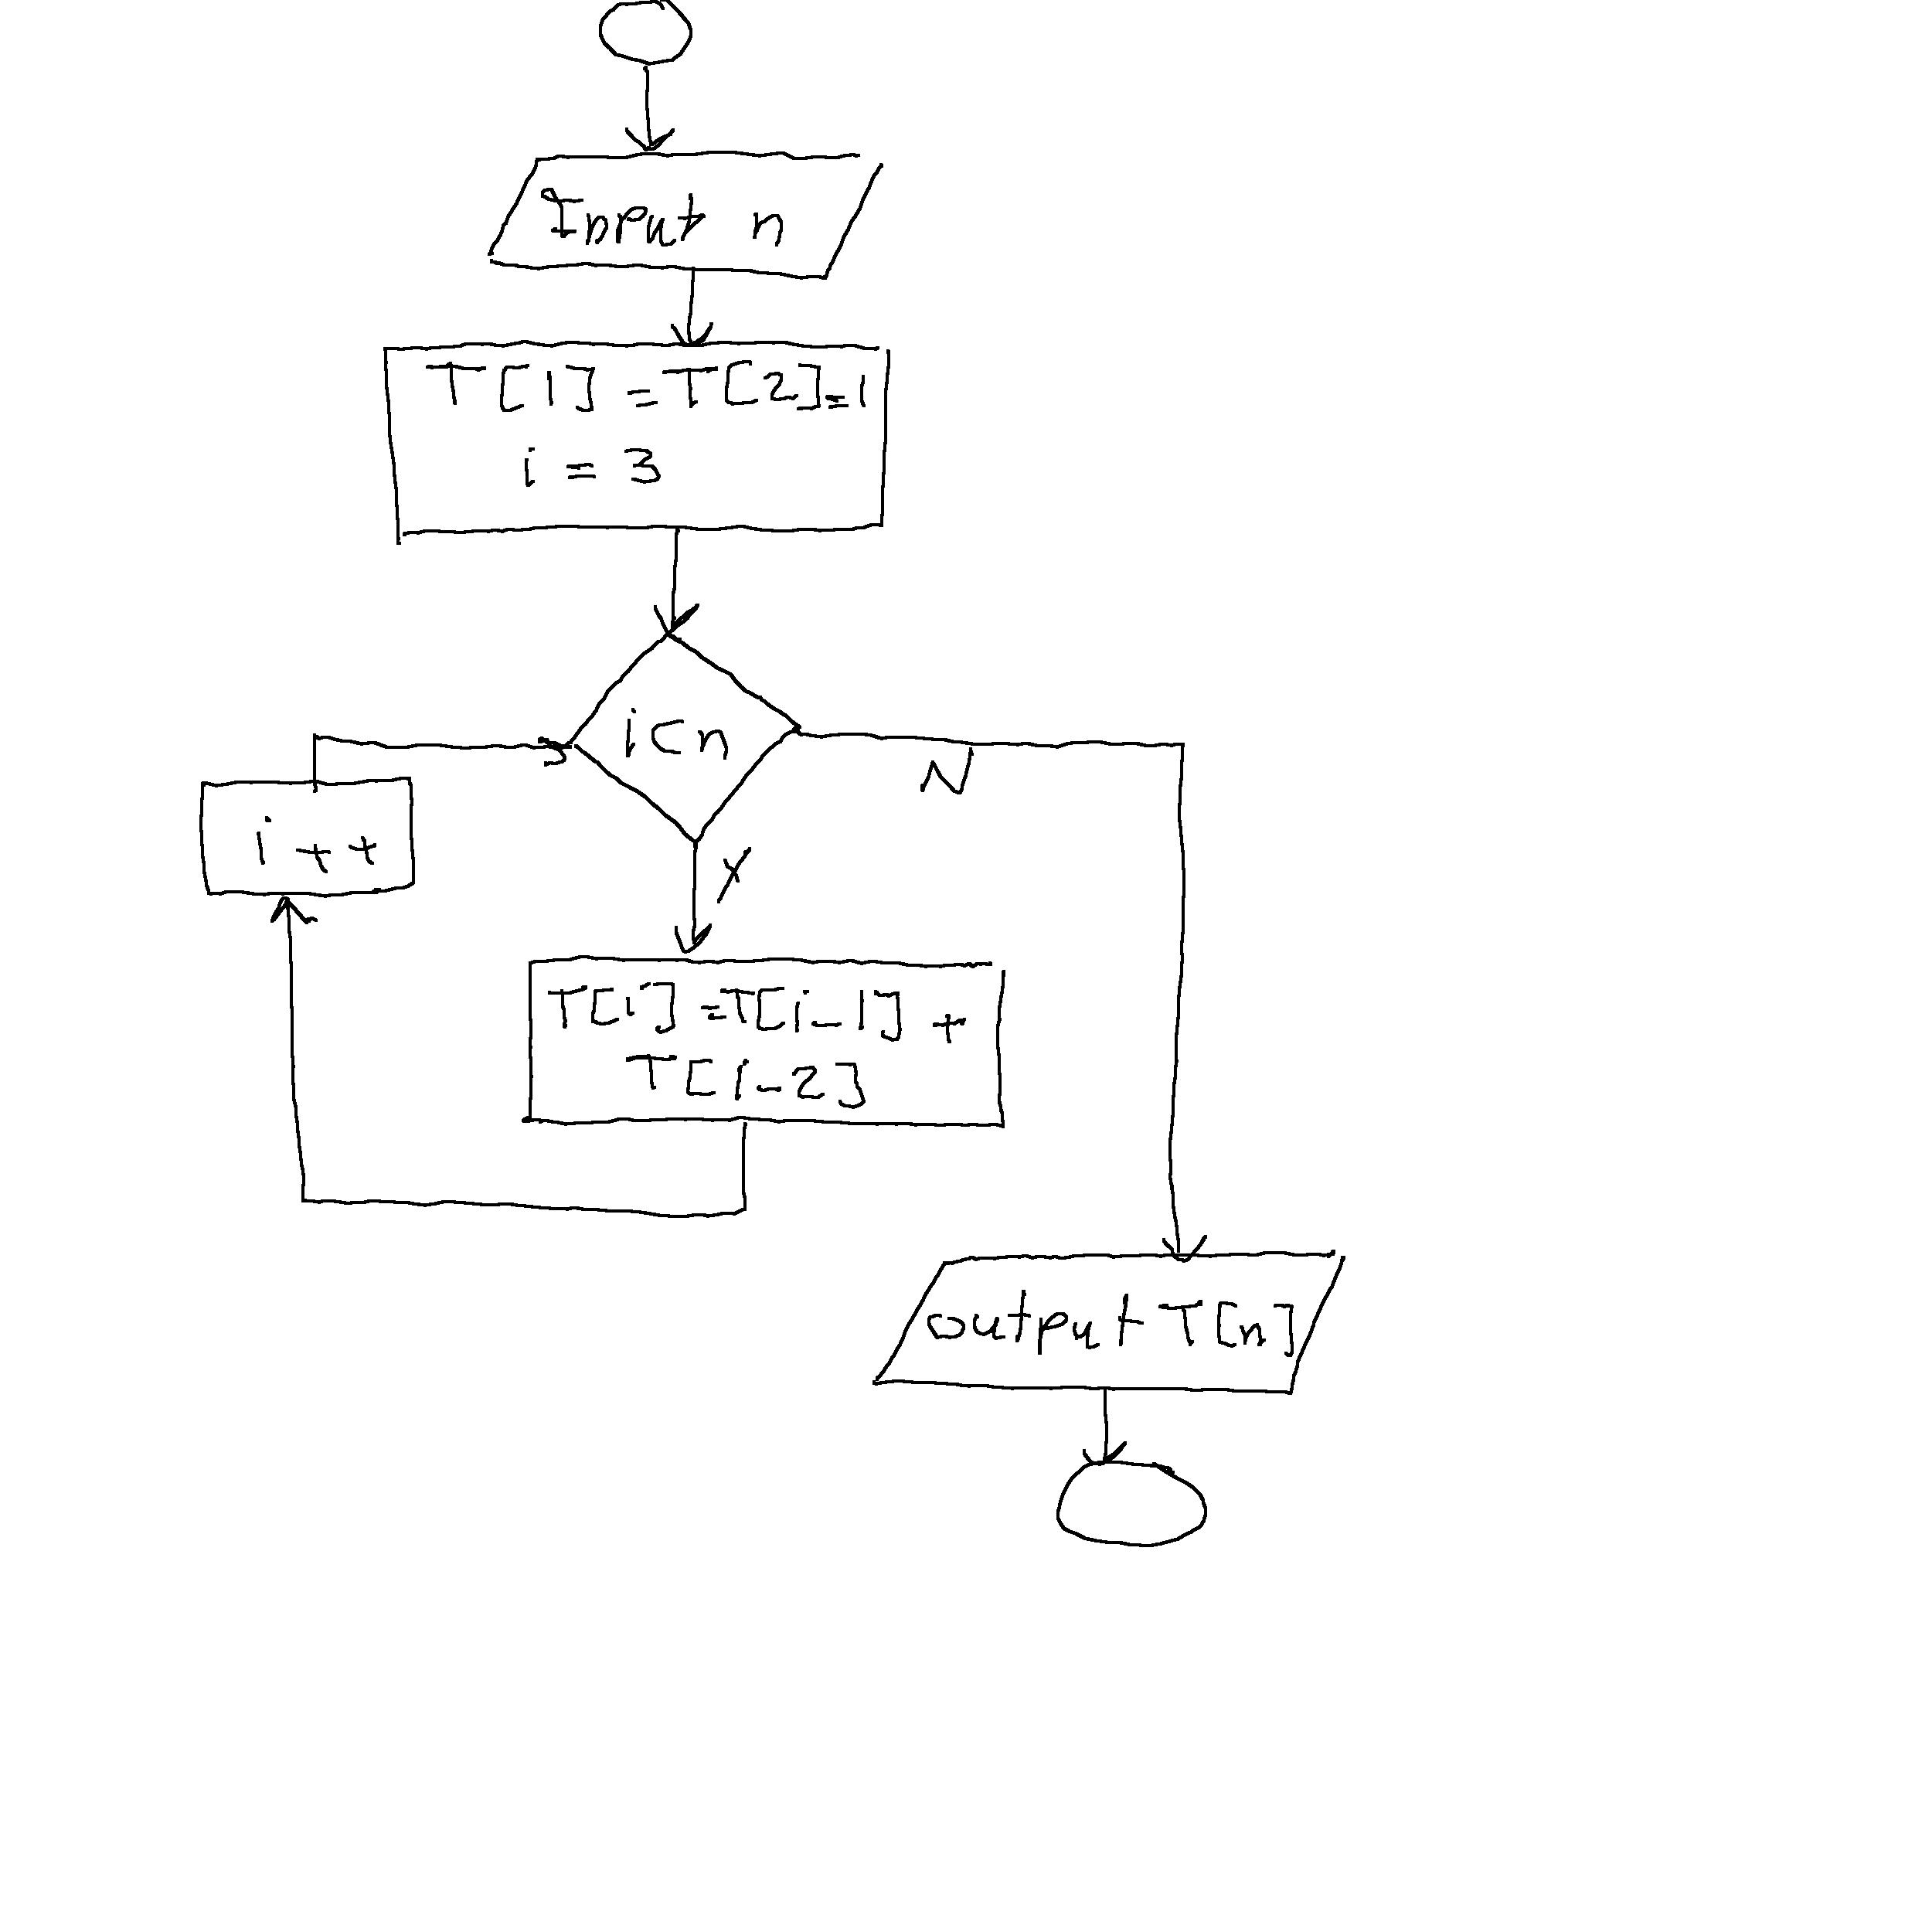 Input n
T[1] = T[2]=1
i = 3
i<n
N
i++
Y
T[i] = T[i-1] +
T[i-2]
output T[n]